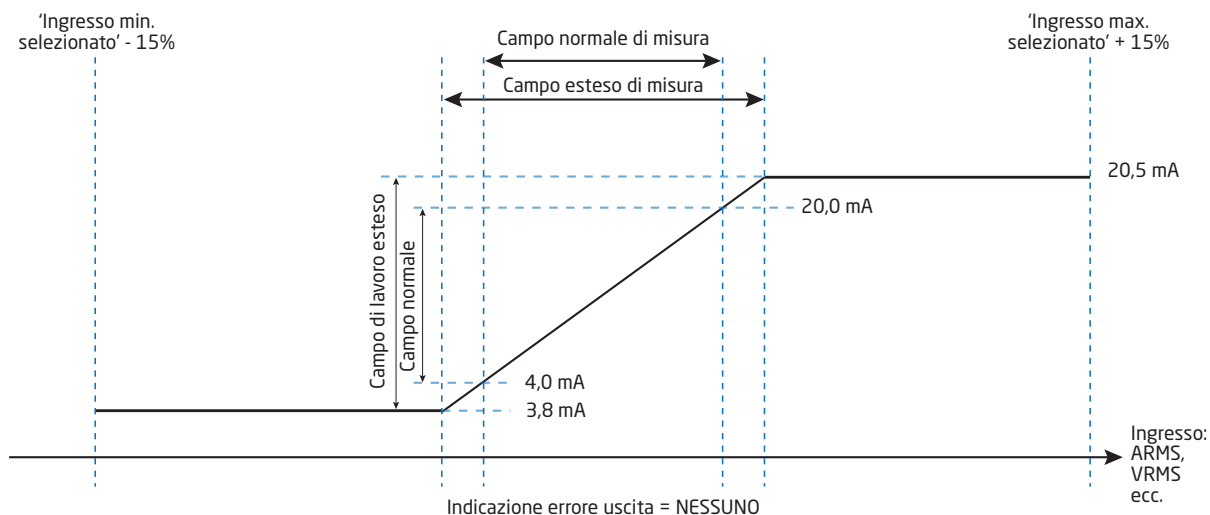 'Ingresso min.
selezionato' - 15%
'Ingresso max.
selezionato' + 15%
Campo normale di misura
Campo esteso di misura
20,5 mA
20,0 mA
Campo di lavoro esteso
Campo normale
4,0 mA
3,8 mA
Ingresso:
ARMS,
VRMS
ecc.
Indicazione errore uscita = NESSUNO